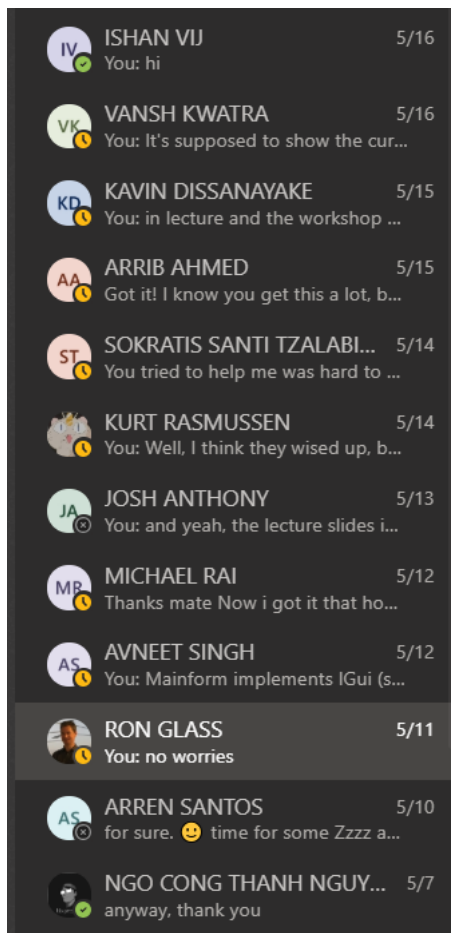 IV
ISHAN VIJ 5/16
You: hi
VK
VANSH KWATRA 5/16
You: It's supposed to show the cur...
KD
KAVIN DISSANAYAKE 5/15
You: in lecture and the workshop ...
AA
ARRIB AHMED 5/15
Got it! I know you get this a lot, b...
ST
SOKRATIS SANTI TZALABI... 5/14
You tried to help me was hard to ...
KURT RASMUSSEN 5/14
You: Well, I think they wised up, b...
JA
JOSH ANTHONY 5/13
You: and yeah, the lecture slides i...
MR
MICHAEL RAI 5/12
Thanks mate Now i got it that ho...
AS
AVNEET SINGH 5/12
You: Mainform implements IGui (s...
RON GLASS 5/11
You: no worries
AS
ARREN SANTOS 5/10
for sure. 🙂 time for some Zzzz a...
NGO CONG THANH NGUY... 5/7
anyway, thank you